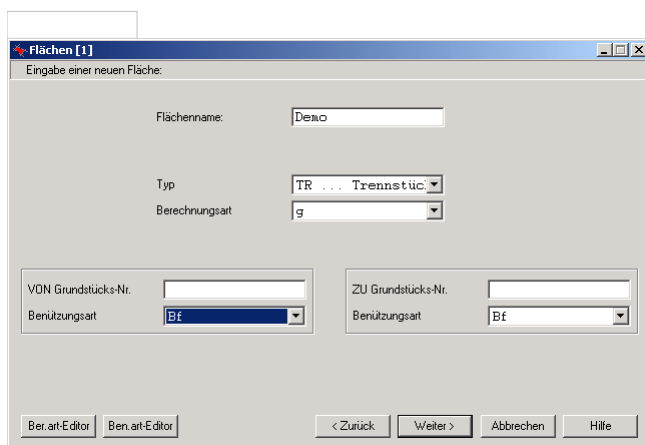 Flächen [1]
Eingabe einer neuen Fläche:
Flächenname: Demo
Typ TR ... Trennstüc
Berechnungsart g
VON Grundstücks-Nr.
Benützungsart Bf
ZU Grundstücks-Nr.
Benützungsart Bf
Ber.art-Editor Ben.art-Editor < Zurück Weiter > Abbrechen Hilfe